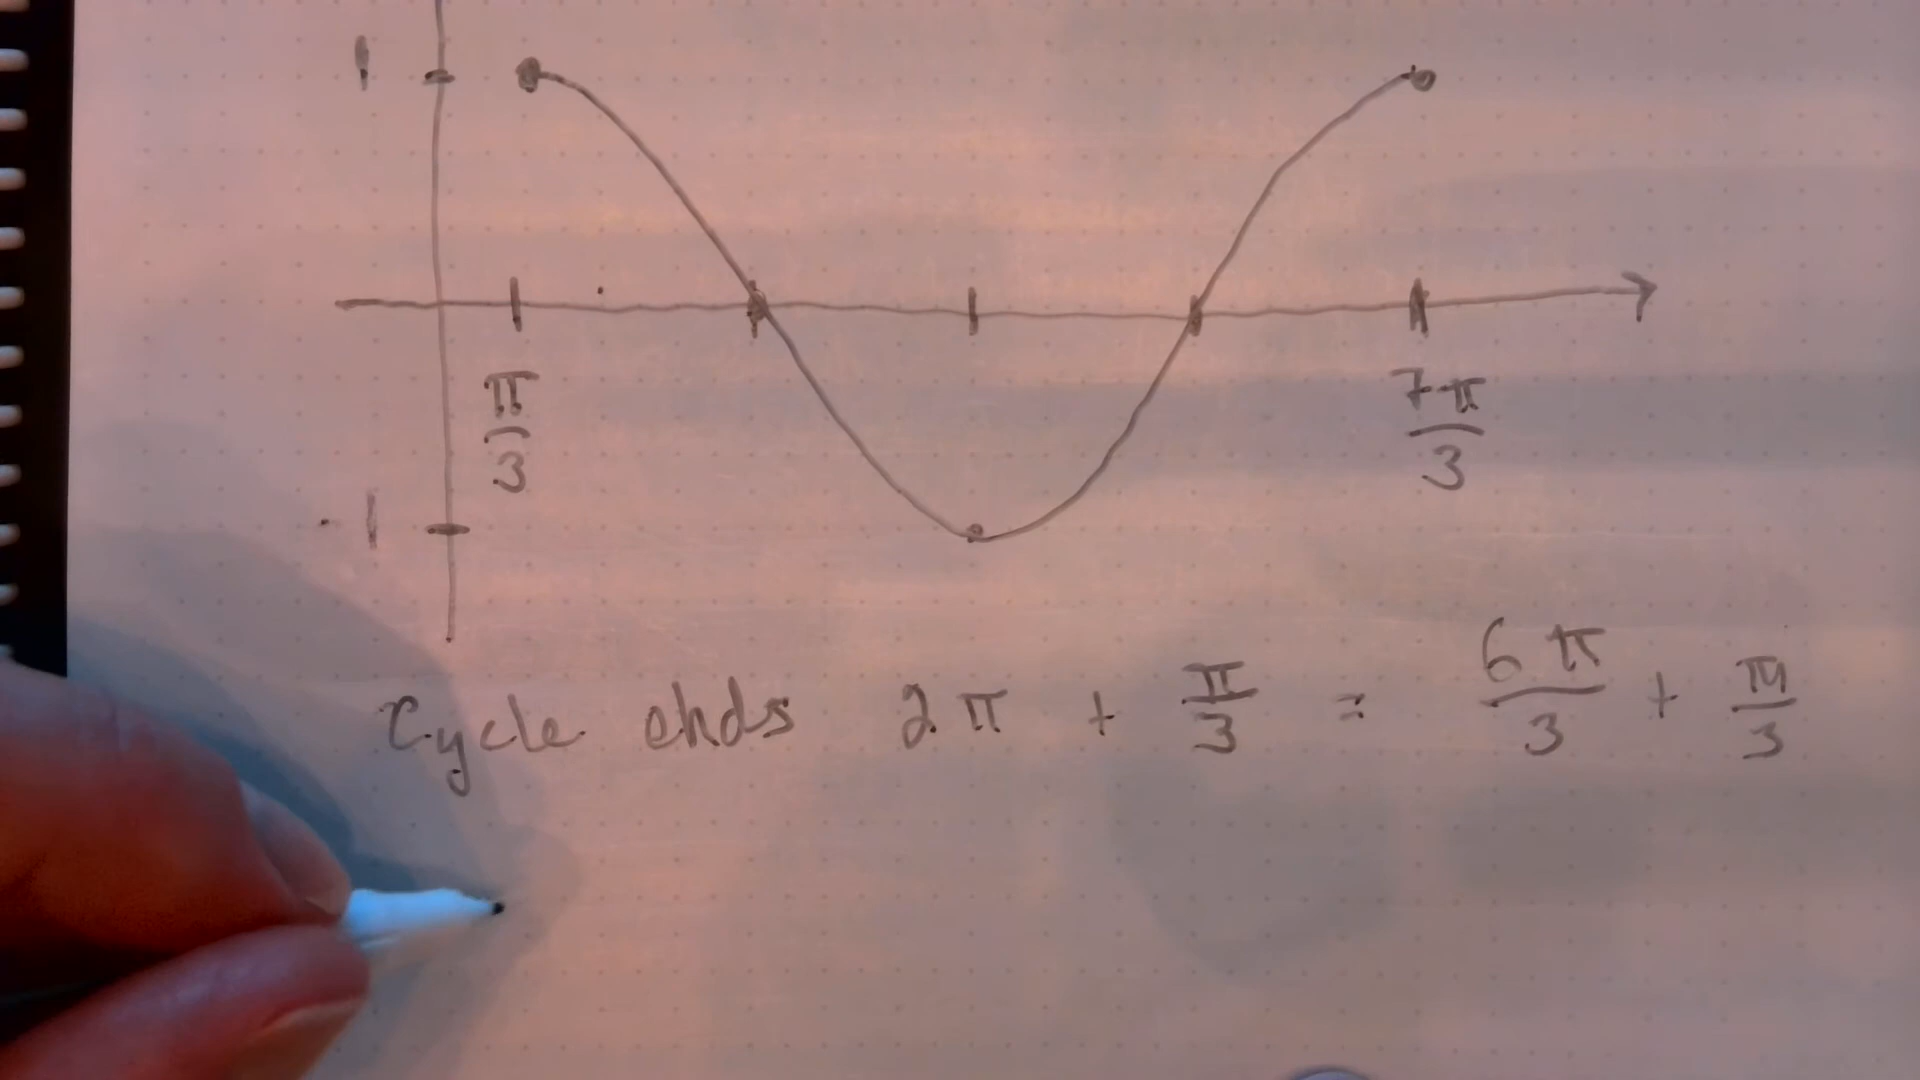 1
π/3
7π/3
-1
Cycle ends 2π + π/3 = 6π/3 + π/3